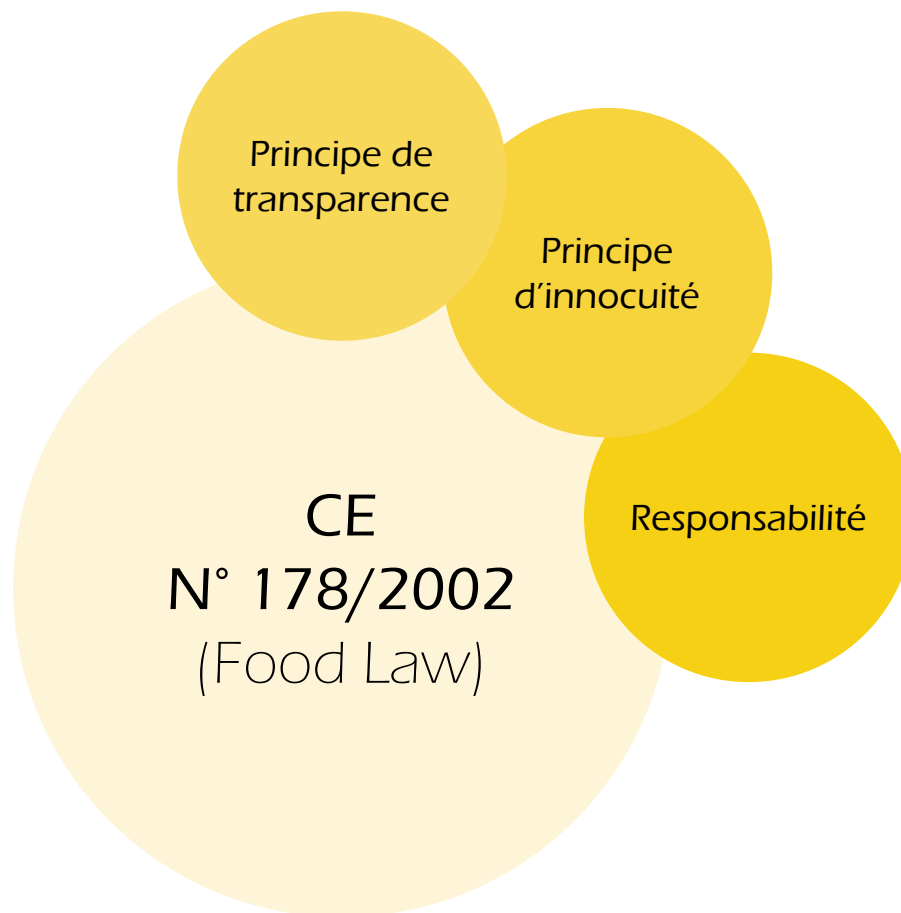 Principe de
transparence
Principe
d'innocuité
Responsabilité
CE
N° 178/2002
(Food Law)